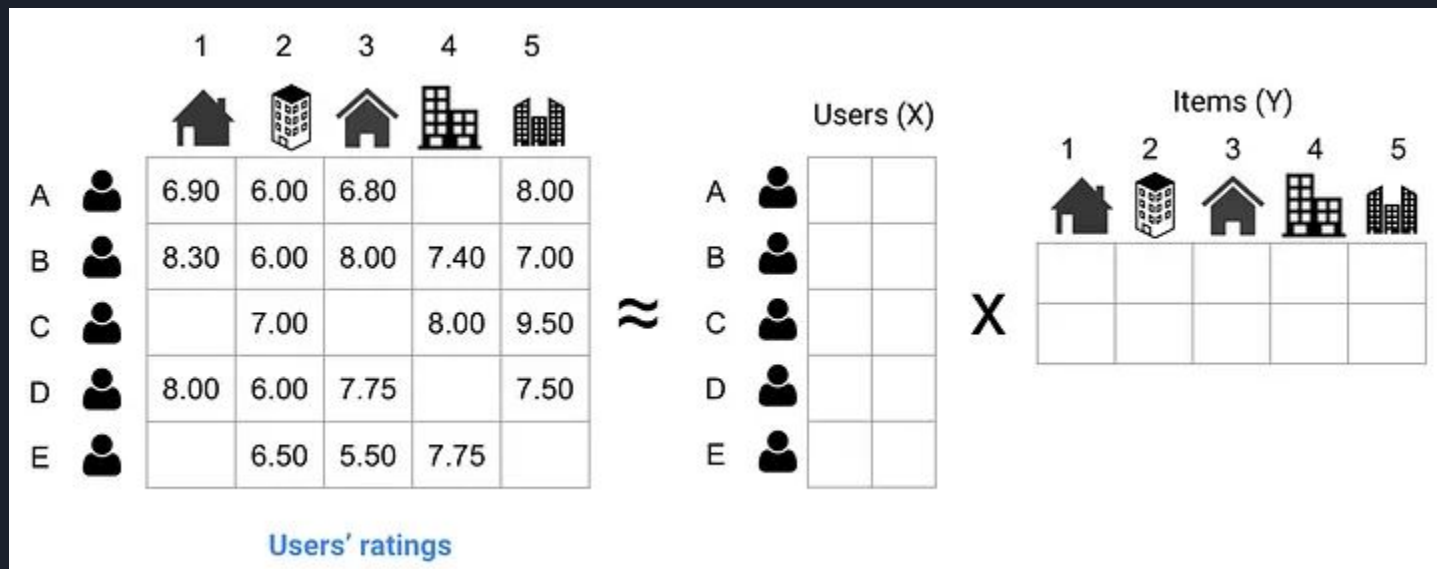 1 2 3 4 5
Users (X)
Items (Y)
1 2 3 4 5
A 6.90 6.00 6.80 8.00
B 8.30 6.00 8.00 7.40 7.00
C 7.00 8.00 9.50
D 8.00 6.00 7.75 7.50
E 6.50 5.50 7.75
≈
A
B
C
D
E
X
Users' ratings